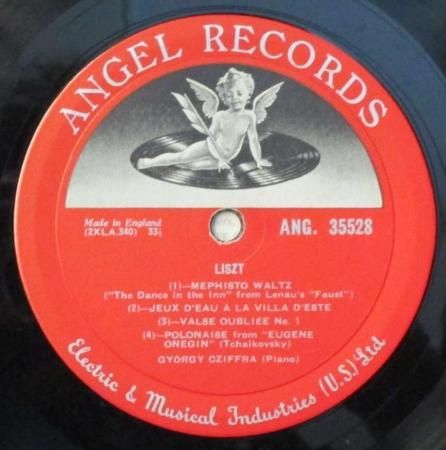 ANGEL RECORDS
Made in England
(2XLA.340) 33⅓
ANG. 35528
LISZT
(1)—MEPHISTO WALTZ
("The Dance in the Inn" from Lenau's "Faust")
(2)—JEUX D'EAU À LA VILLA D'ESTE
(3)—VALSE OUBLIÉE No. 1
(4)—POLONAISE from "EUGENE
ONEGIN" (Tchaikovsky)
GYÖRGY CZIFFRA (Piano)
Electric & Musical Industries (U.S.) Ltd